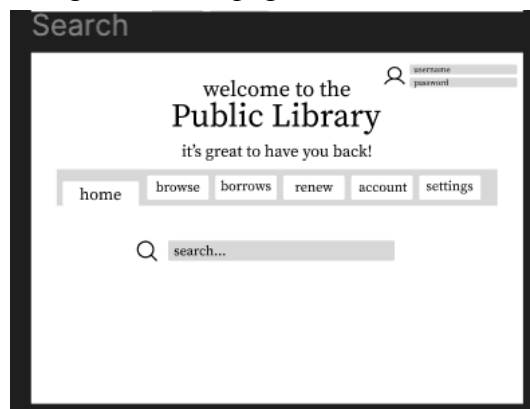 Search
username
password
welcome to the
Public Library
it's great to have you back!
home browse borrows renew account settings
search...